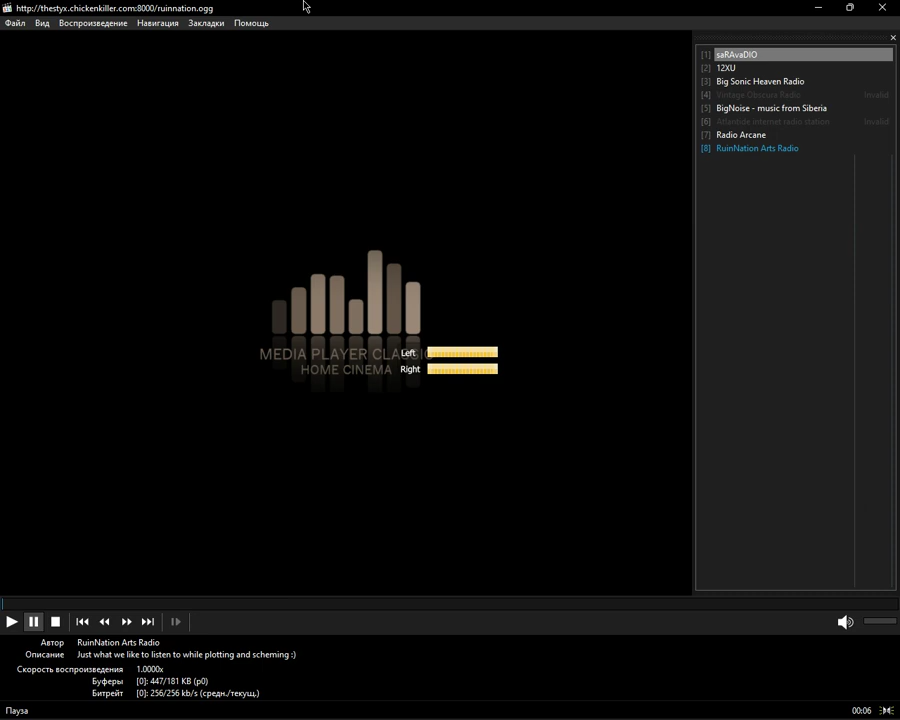 http://thestyx.chickenkiller.com:8000/ruinnation.ogg
Файл Вид Воспроизведение Навигация Закладки Помощь
[1] saRAvaDIO
[2] 12XU
[3] Big Sonic Heaven Radio
[4] Vintage Obscura Radio Invalid
[5] BigNoise - music from Siberia
[6] Atlantide internet radio station Invalid
[7] Radio Arcane
[8] RuinNation Arts Radio
MEDIA PLAYER CLASSIC
HOME CINEMA
Left
Right
Автор RuinNation Arts Radio
Описание Just what we like to listen to while plotting and scheming :)
Скорость воспроизведения 1.0000x
Буферы [0]: 447/181 KB (p0)
Битрейт [0]: 256/256 kb/s (средн./текущ.)
Пауза 00:06